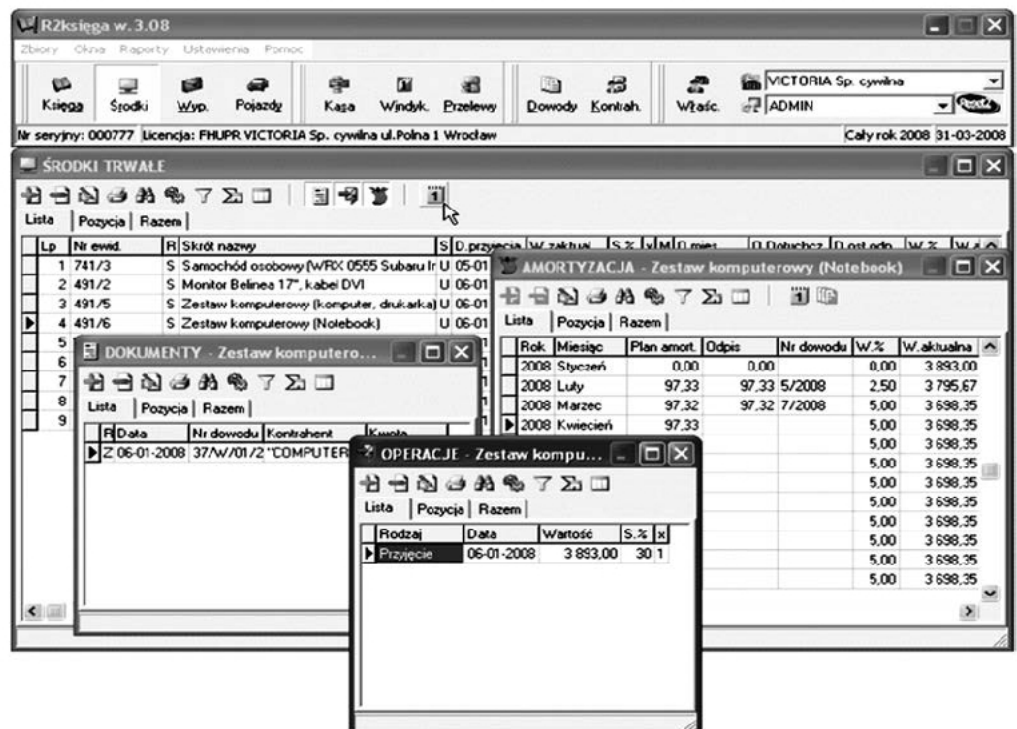 R2księga w. 3.08
Zbiory Okna Raporty Ustawienia Pomoc
Księga Środki Wyp. Pojazdy Kasa Windyk. Przelewy Dowody Kontrah. Właśc.
VICTORIA Sp. cywilna
ADMIN
Nr seryjny: 000777 Licencja: FHUPR VICTORIA Sp. cywilna ul.Polna 1 Wrocław Cały rok 2008 31-03-2008
ŚRODKI TRWAŁE
Lista Pozycja Razem
Lp Nr ewid. R Skrót nazwy S D.przyjęcia W.zaktual. S.% x M O.mies. O.Dotychcz. D.ost.odp. W.%
1 741/3 S Samochód osobowy (WRX 0555 Subaru U 05-01
2 491/2 S Monitor Belinea 17", kabel DVI U 06-01
3 491/5 S Zestaw komputerowy (komputer, drukarka) U 06-01
4 491/6 S Zestaw komputerowy (Notebook) U 06-01
5
6
7
8
9
AMORTYZACJA - Zestaw komputerowy (Notebook)
Lista Pozycja Razem
Rok Miesiąc Plan amort. Odpis Nr dowodu W.% W.aktualna
2008 Styczeń 0,00 0,00 0,00 3 893,00
2008 Luty 97,33 97,33 5/2008 2,50 3 795,67
2008 Marzec 97,32 97,32 7/2008 5,00 3 698,35
2008 Kwiecień 97,33 5,00 3 698,35
5,00 3 698,35
5,00 3 698,35
5,00 3 698,35
5,00 3 698,35
5,00 3 698,35
5,00 3 698,35
5,00 3 698,35
5,00 3 698,35
DOKUMENTY - Zestaw komputero...
Lista Pozycja Razem
R Data Nr dowodu Kontrahent Kwota
Z 06-01-2008 37/W/01/2 "COMPUTER
OPERACJE - Zestaw kompu...
Lista Pozycja Razem
Rodzaj Data Wartość S.% x
Przyjęcie 06-01-2008 3 893,00 30 1